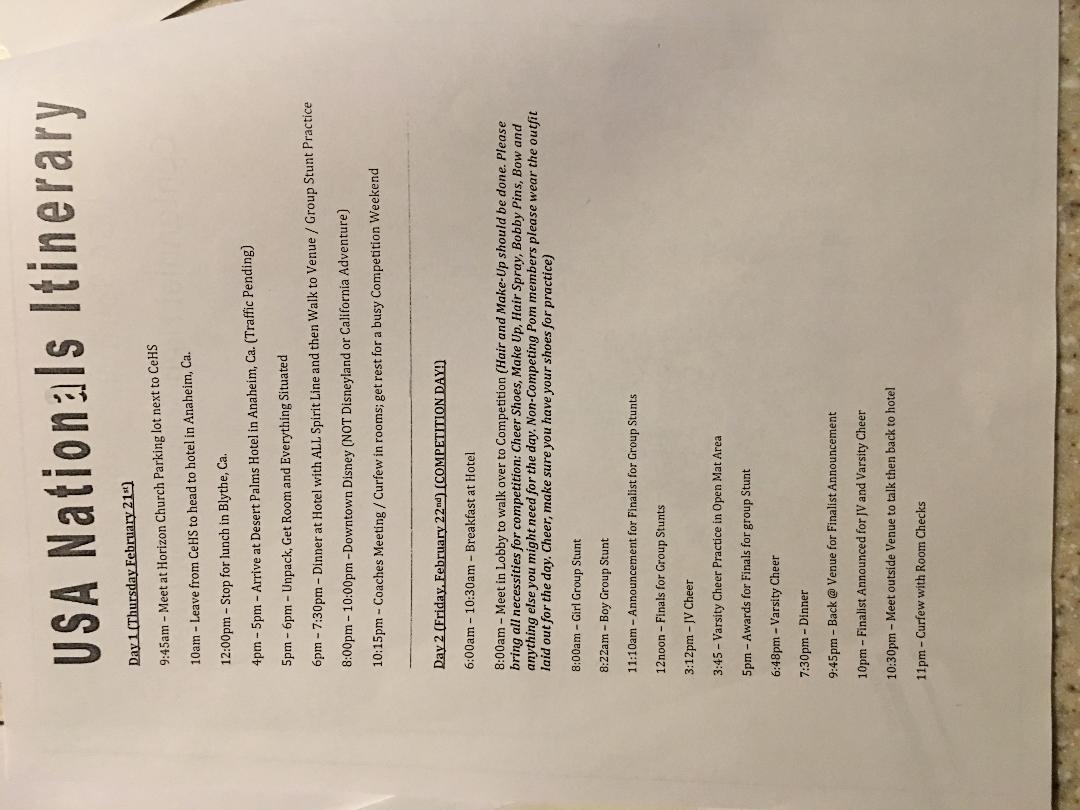 USA Nationals Itinerary
Day 1 (Thursday February 21st)
9:45am – Meet at Horizon Church Parking lot next to CeHS
10am – Leave from CeHS to head to hotel in Anaheim, Ca.
12:00pm – Stop for lunch in Blythe, Ca.
4pm – 5pm – Arrive at Desert Palms Hotel in Anaheim, Ca. (Traffic Pending)
5pm – 6pm – Unpack, Get Room and Everything Situated
6pm – 7:30pm – Dinner at Hotel with ALL Spirit Line and then Walk to Venue / Group Stunt Practice
8:00pm – 10:00pm –Downtown Disney (NOT Disneyland or California Adventure)
10:15pm – Coaches Meeting / Curfew in rooms; get rest for a busy Competition Weekend
Day 2 (Friday, February 22nd) (COMPETITION DAY!)
6:00am – 10:30am – Breakfast at Hotel
8:00am – Meet in Lobby to walk over to Competition (Hair and Make-Up should be done. Please
bring all necessities for competition: Cheer Shoes, Make Up, Hair Spray, Bobby Pins, Bow and
anything else you might need for the day. Non-Competing Pom members please wear the outfit
laid out for the day. Cheer, make sure you have your shoes for practice)
8:00am – Girl Group Stunt
8:22am – Boy Group Stunt
11:10am – Announcement for Finalist for Group Stunts
12noon – Finals for Group Stunts
3:12pm – JV Cheer
3:45 – Varsity Cheer Practice in Open Mat Area
5pm – Awards for Finals for group Stunt
6:48pm – Varsity Cheer
7:30pm – Dinner
9:45pm – Back @ Venue for Finalist Announcement
10pm – Finalist Announced for JV and Varsity Cheer
10:30pm – Meet outside Venue to talk then back to hotel
11pm – Curfew with Room Checks